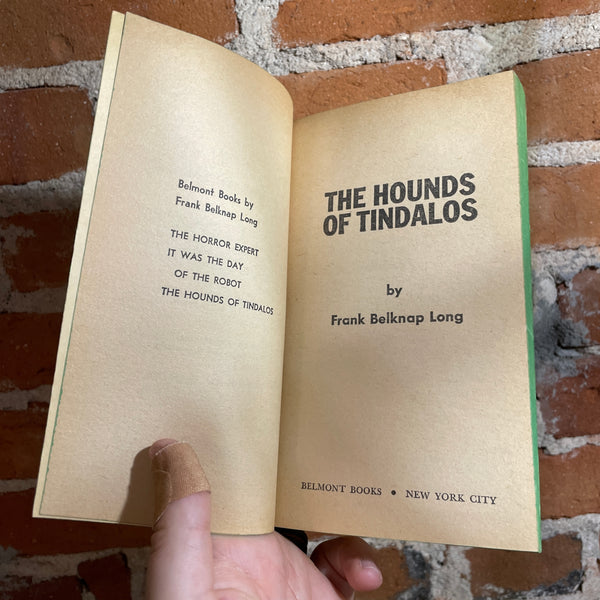 Belmont Books by
Frank Belknap Long
THE HORROR EXPERT
IT WAS THE DAY
OF THE ROBOT
THE HOUNDS OF TINDALOS
THE HOUNDS
OF TINDALOS
by
Frank Belknap Long
BELMONT BOOKS • NEW YORK CITY